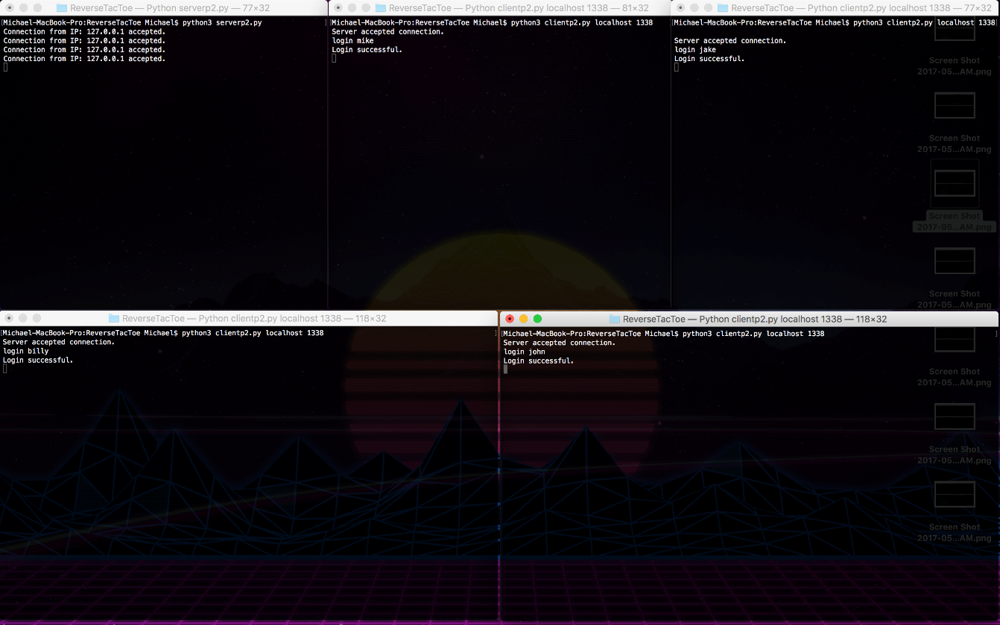 ReverseTacToe — Python serverp2.py — 77×32
[Michael-MacBook-Pro:ReverseTacToe Michael$ python3 serverp2.py ]
Connection from IP: 127.0.0.1 accepted.
Connection from IP: 127.0.0.1 accepted.
Connection from IP: 127.0.0.1 accepted.
Connection from IP: 127.0.0.1 accepted.
ReverseTacToe — Python clientp2.py localhost 1338 — 81×32
[Michael-MacBook-Pro:ReverseTacToe Michael$ python3 clientp2.py localhost 1338
Server accepted connection.
login mike
Login successful.
ReverseTacToe — Python clientp2.py localhost 1338 — 77×32
[Michael-MacBook-Pro:ReverseTacToe Michael$ python3 clientp2.py localhost 1338]
Server accepted connection.
login jake
Login successful.
Screen Shot
2017-05...AM.png
Screen Shot
2017-05...AM.png
Screen Shot
2017-05...AM.png
Screen Shot
2017-05...AM.png
ReverseTacToe — Python clientp2.py localhost 1338 — 118×32
[Michael-MacBook-Pro:ReverseTacToe Michael$ python3 clientp2.py localhost 1338 ]
Server accepted connection.
login billy
Login successful.
ReverseTacToe — Python clientp2.py localhost 1338 — 118×32
[Michael-MacBook-Pro:ReverseTacToe Michael$ python3 clientp2.py localhost 1338 ]
Server accepted connection.
login john
Login successful.
Screen Shot
2017-05...AM.png
Screen Shot
2017-05...AM.png
Screen Shot
2017-05...AM.png